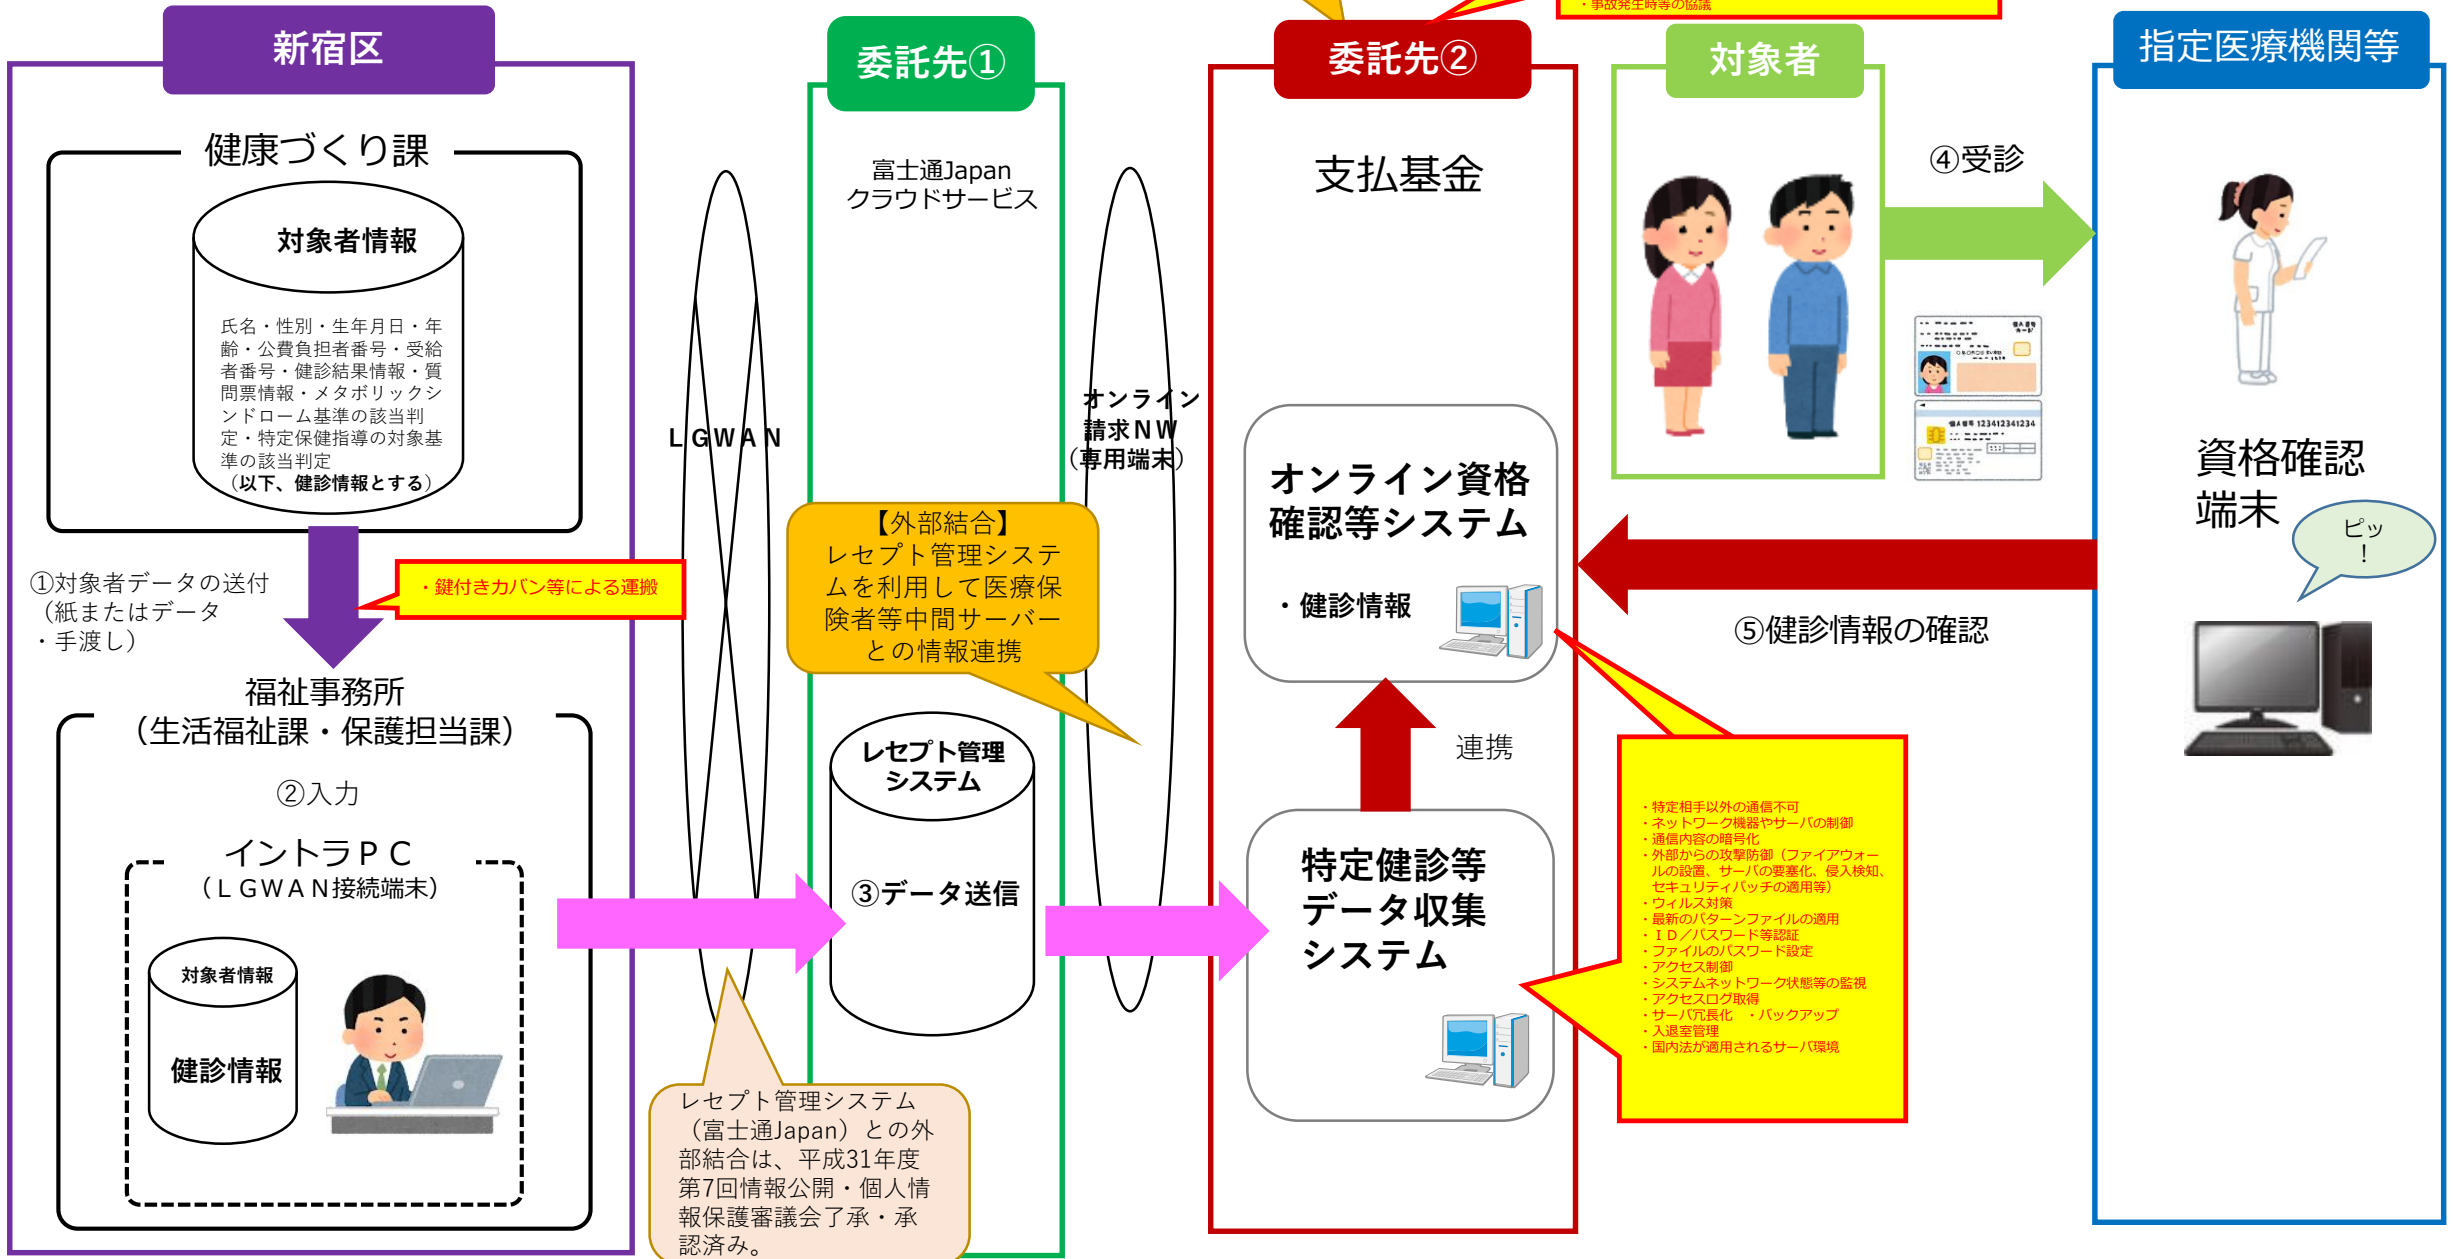 ・事故発生時等の協議
新宿区
委託先①
委託先②
対象者
指定医療機関等
健康づくり課
対象者情報
氏名・性別・生年月日・年
齢・公費負担者番号・受給
者番号・健診結果情報・質
問票情報・メタボリックシ
ンドローム基準の該当判
定・特定保健指導の対象基
準の該当判定
（以下、健診情報とする）
①対象者データの送付
（紙またはデータ
・手渡し）
・鍵付きカバン等による運搬
福祉事務所
（生活福祉課・保護担当課）
②入力
イントラＰＣ
（ＬＧＷＡＮ接続端末）
対象者情報
健診情報
ＬＧＷＡＮ
富士通Japan
クラウドサービス
【外部結合】
レセプト管理システ
ムを利用して医療保
険者等中間サーバー
との情報連携
レセプト管理
システム
③データ送信
レセプト管理システム
（富士通Japan）との外
部結合は、平成31年度
第7回情報公開・個人情
報保護審議会了承・承
認済み。
オンライン
請求ＮＷ
（専用端末）
支払基金
オンライン資格
確認等システム
・健診情報
連携
特定健診等
データ収集
システム
④受診
個人番号
カード
個人番号 123412341234
⑤健診情報の確認
資格確認
端末
ピッ
！
・特定相手以外の通信不可
・ネットワーク機器やサーバの制御
・通信内容の暗号化
・外部からの攻撃防御（ファイアウォー
ルの設置、サーバの要塞化、侵入検知、
セキュリティパッチの適用等）
・ウィルス対策
・最新のパターンファイルの適用
・ＩＤ／パスワード等認証
・ファイルのパスワード設定
・アクセス制御
・システムネットワーク状態等の監視
・アクセスログ取得
・サーバ冗長化　・バックアップ
・入退室管理
・国内法が適用されるサーバ環境